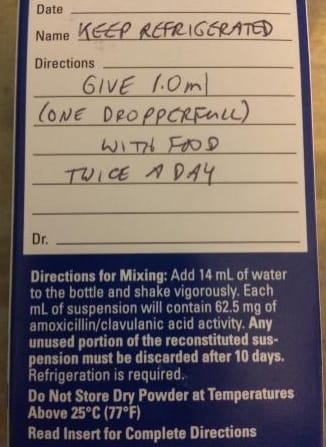 Date
Name KEEP REFRIGERATED
Directions
GIVE 1.0ml
(ONE DROPPERFULL)
WITH FOOD
TWICE A DAY
Dr.
Directions for Mixing: Add 14 mL of water
to the bottle and shake vigorously. Each
mL of suspension will contain 62.5 mg of
amoxicillin/clavulanic acid activity. Any
unused portion of the reconstituted sus-
pension must be discarded after 10 days.
Refrigeration is required.
Do Not Store Dry Powder at Temperatures
Above 25°C (77°F)
Read Insert for Complete Directions